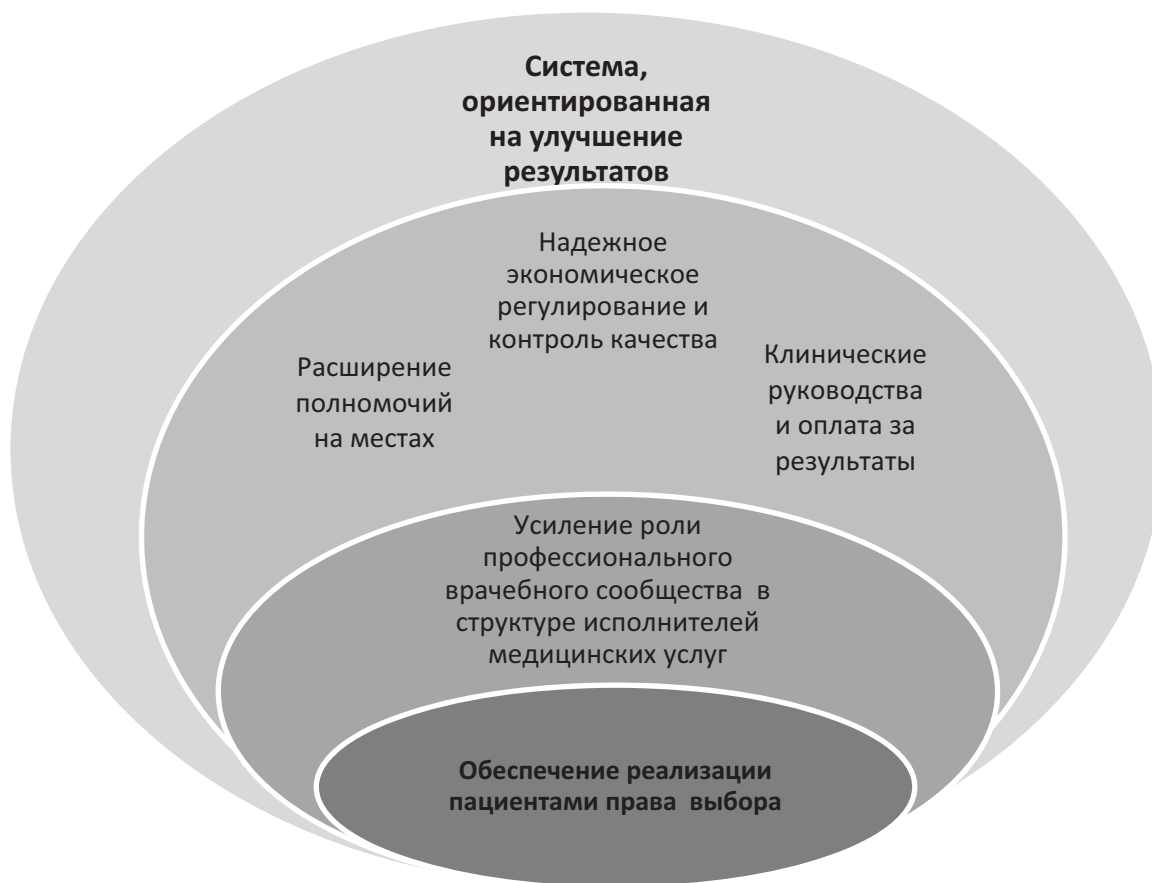 Система,
ориентированная
на улучшение
результатов
Надежное
экономическое
регулирование и
контроль качества
Расширение
полномочий
на местах
Клинические
руководства
и оплата за
результаты
Усиление роли
профессионального
врачебного сообщества в
структуре исполнителей
медицинских услуг
Обеспечение реализации
пациентами права выбора